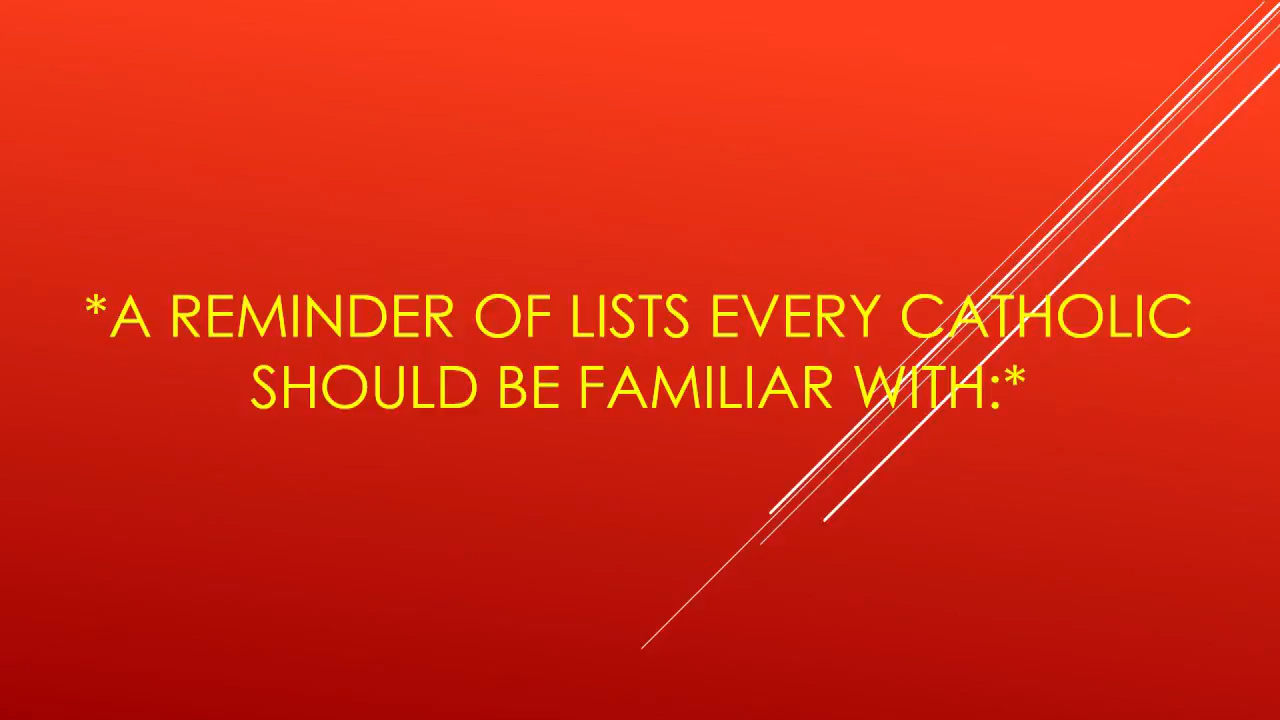 *A REMINDER OF LISTS EVERY CATHOLIC
SHOULD BE FAMILIAR WITH:*